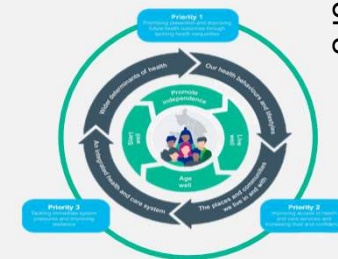 Priority 1
Prioritising prevention and improving
future health outcomes through
tackling health inequalities
Wider determinants of health
Our health behaviours and lifestyles
The places and communities
we live in and with
An integrated health and care system
Promote
independence
Live
well
Age
well
Start
well
Priority 3
Tackling immediate system
pressures and improving
resilience
Priority 2
Improving access to health
and care services and
increasing trust and confidence